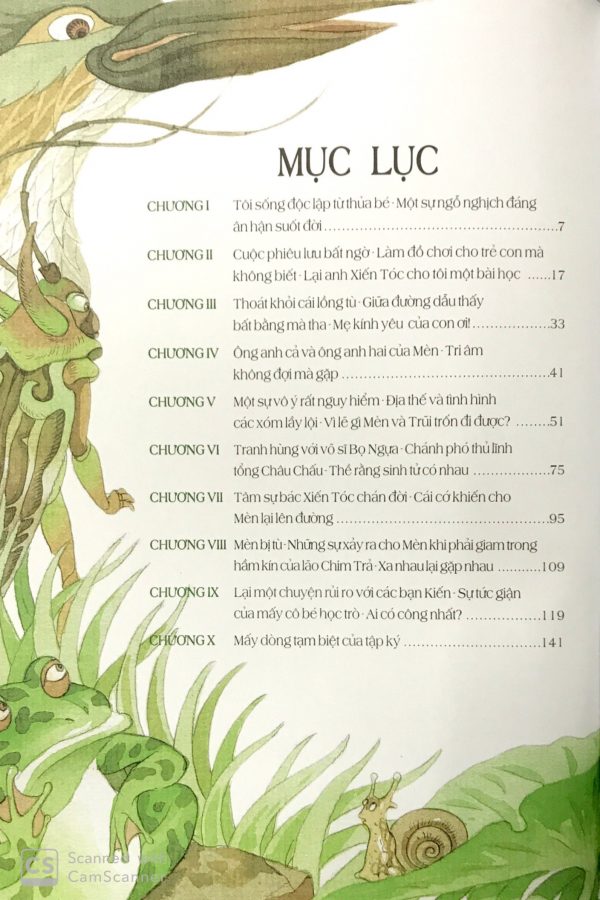 MỤC LỤC
CHƯƠNG I Tôi sống độc lập từ thủa bé · Một sự ngỗ nghịch đáng
ân hận suốt đời ........................................................7
CHƯƠNG II Cuộc phiêu lưu bất ngờ · Làm đồ chơi cho trẻ con mà
không biết · Lại anh Xiến Tóc cho tôi một bài học ......17
CHƯƠNG III Thoát khỏi cái lồng tù · Giữa đường dẫu thấy
bất bằng mà tha · Mẹ kính yêu của con ơi!......................33
CHƯƠNG IV Ông anh cả và ông anh hai của Mèn · Tri âm
không đợi mà gặp ...................................................41
CHƯƠNG V Một sự vô ý rất nguy hiểm · Địa thế và tình hình
các xóm lầy lội · Vì lẽ gì Mèn và Trũi trốn đi được? .......51
CHƯƠNG VI Tranh hùng với võ sĩ Bọ Ngựa · Chánh phó thủ lĩnh
tổng Châu Chấu · Thề rằng sinh tử có nhau ................75
CHƯƠNG VII Tâm sự bác Xiến Tóc chán đời · Cái cớ khiến cho
Mèn lại lên đường ...................................................95
CHƯƠNG VIII Mèn bị tù · Những sự xảy ra cho Mèn khi phải giam trong
hầm kín của lão Chim Trả · Xa nhau lại gặp nhau ..........109
CHƯƠNG IX Lại một chuyện rủi ro với các bạn Kiến · Sự tức giận
của mấy cô bé học trò · Ai có công nhất? ....................119
CHƯƠNG X Mấy dòng tạm biệt của tập ký ....................................141
CS Scanned with
CamScanner